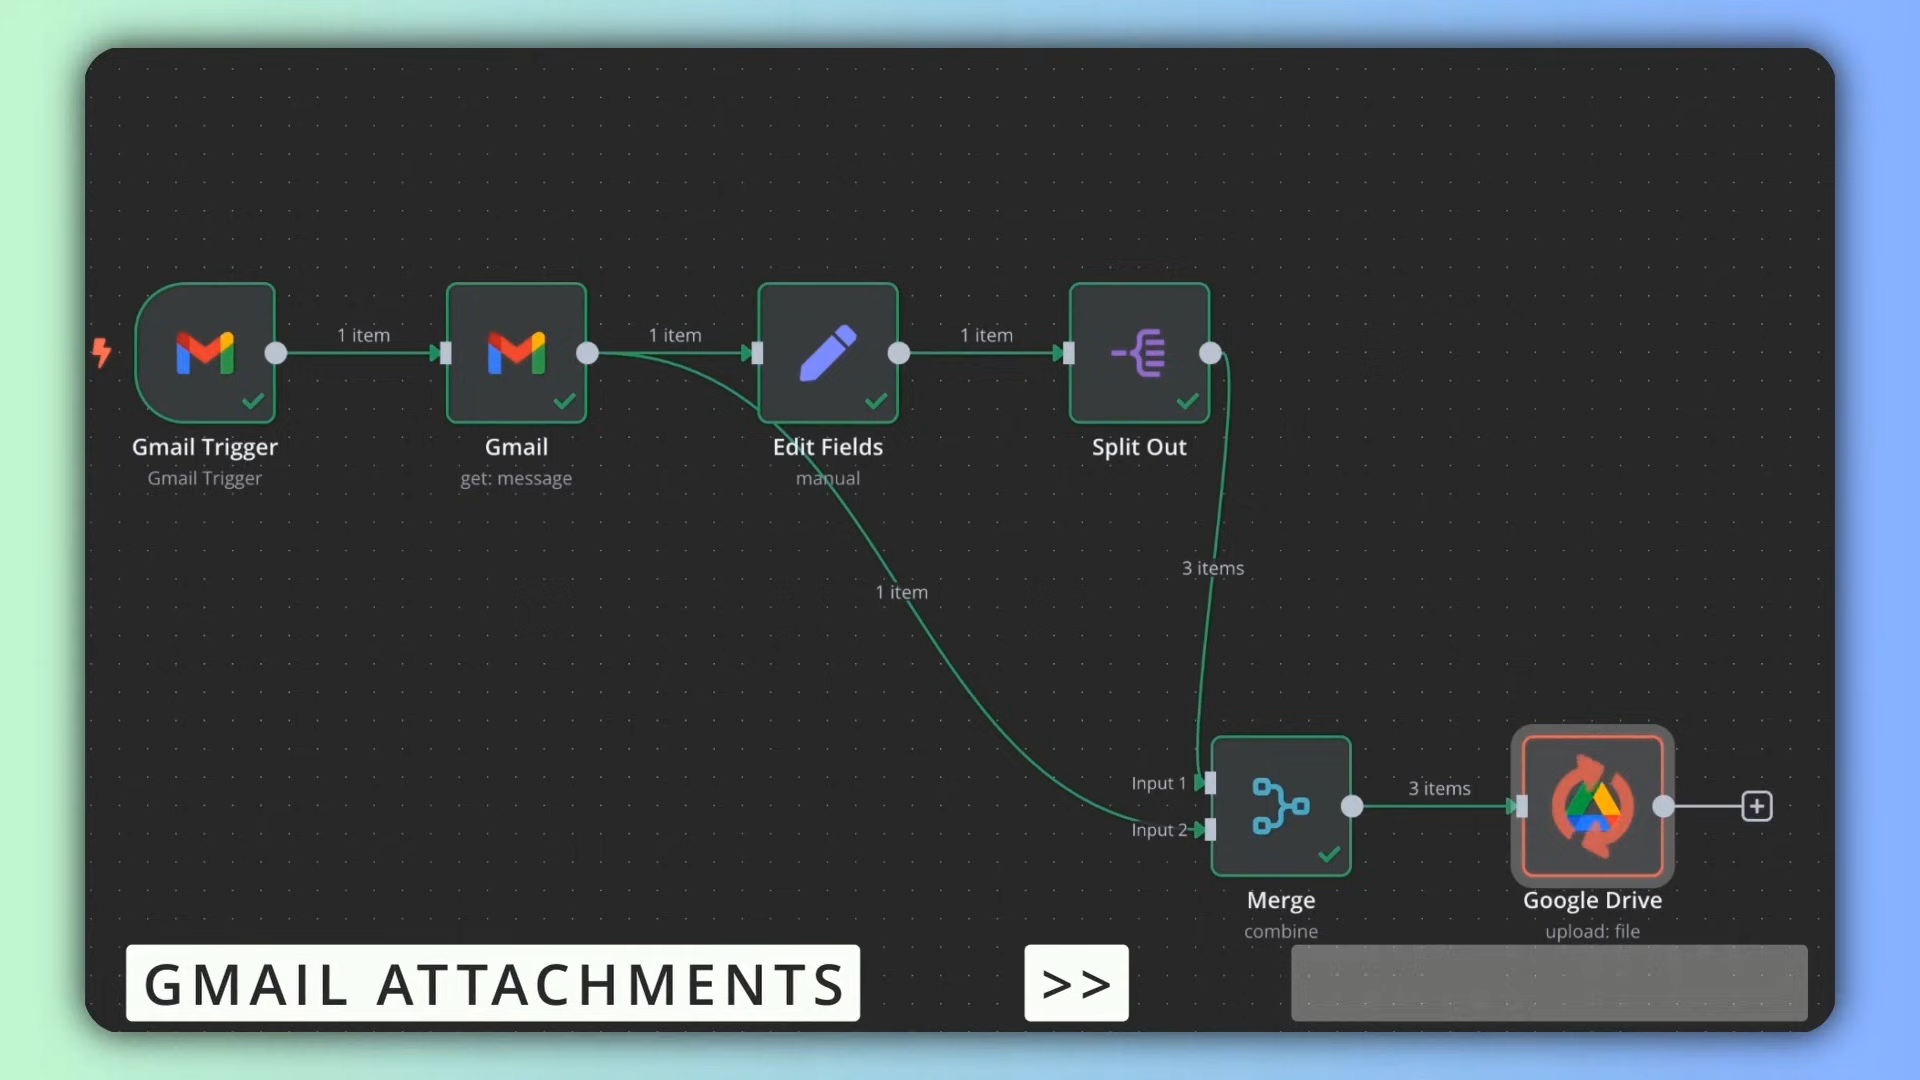 1 item
1 item
1 item
Gmail Trigger
Gmail Trigger
Gmail
get: message
Edit Fields
manual
Split Out
3 items
1 item
Input 1
Input 2
3 items
Merge
combine
Google Drive
upload: file
GMAIL ATTACHMENTS
>>